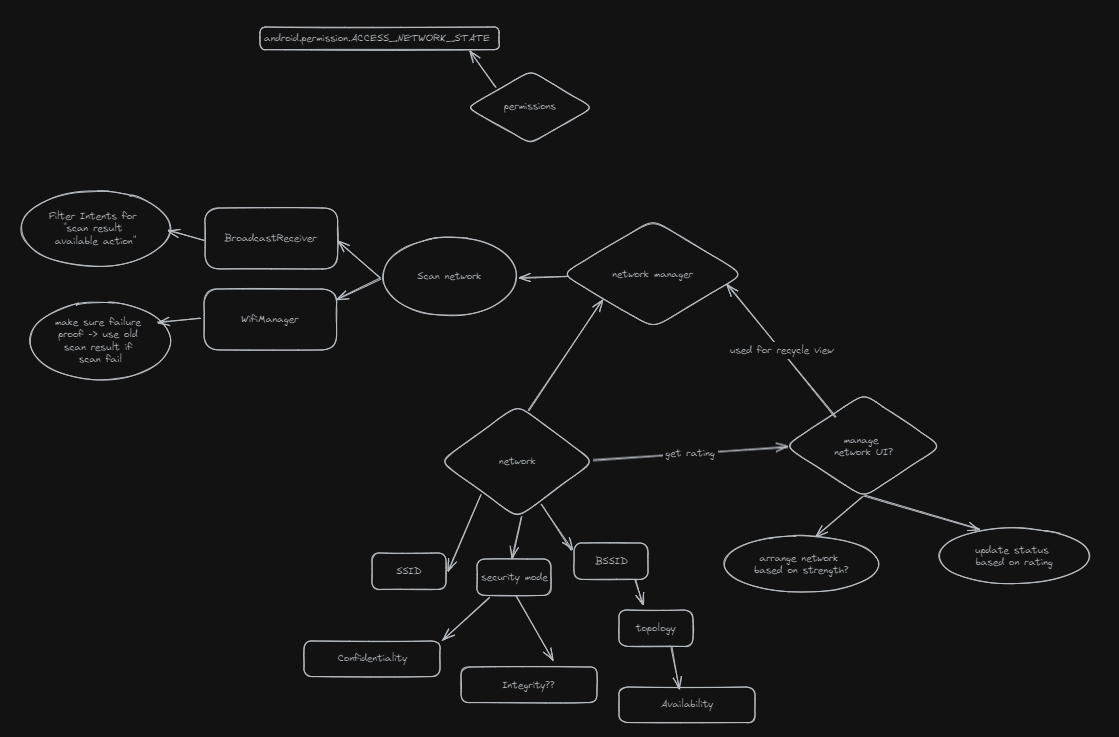 android.permission.ACCESS_NETWORK_STATE
permissions
Filter Intents for
"scan result
available action"
BroadcastReceiver
Scan network
network manager
make sure failure
proof -> use old
scan result if
scan fail
WifiManager
used for recycle view
manage
network UI?
network
get rating
SSID
security mode
BSSID
arrange network
based on strength?
update status
based on rating
topology
Confidentiality
Integrity??
Availability